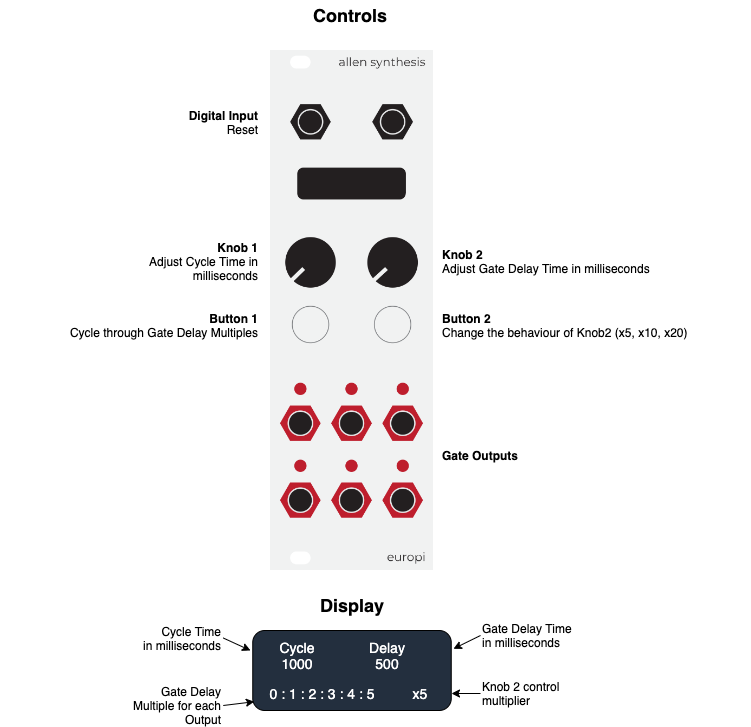 Controls
allen synthesis
Digital Input
Reset
Knob 1
Adjust Cycle Time in
milliseconds
Knob 2
Adjust Gate Delay Time in milliseconds
Button 1
Cycle through Gate Delay Multiples
Button 2
Change the behaviour of Knob2 (x5, x10, x20)
Gate Outputs
europi
Display
Cycle Time
in milliseconds
Gate Delay Time
in milliseconds
Cycle Delay
1000 500
0 : 1 : 2 : 3 : 4 : 5 x5
Gate Delay
Multiple for each
Output
Knob 2 control
multiplier